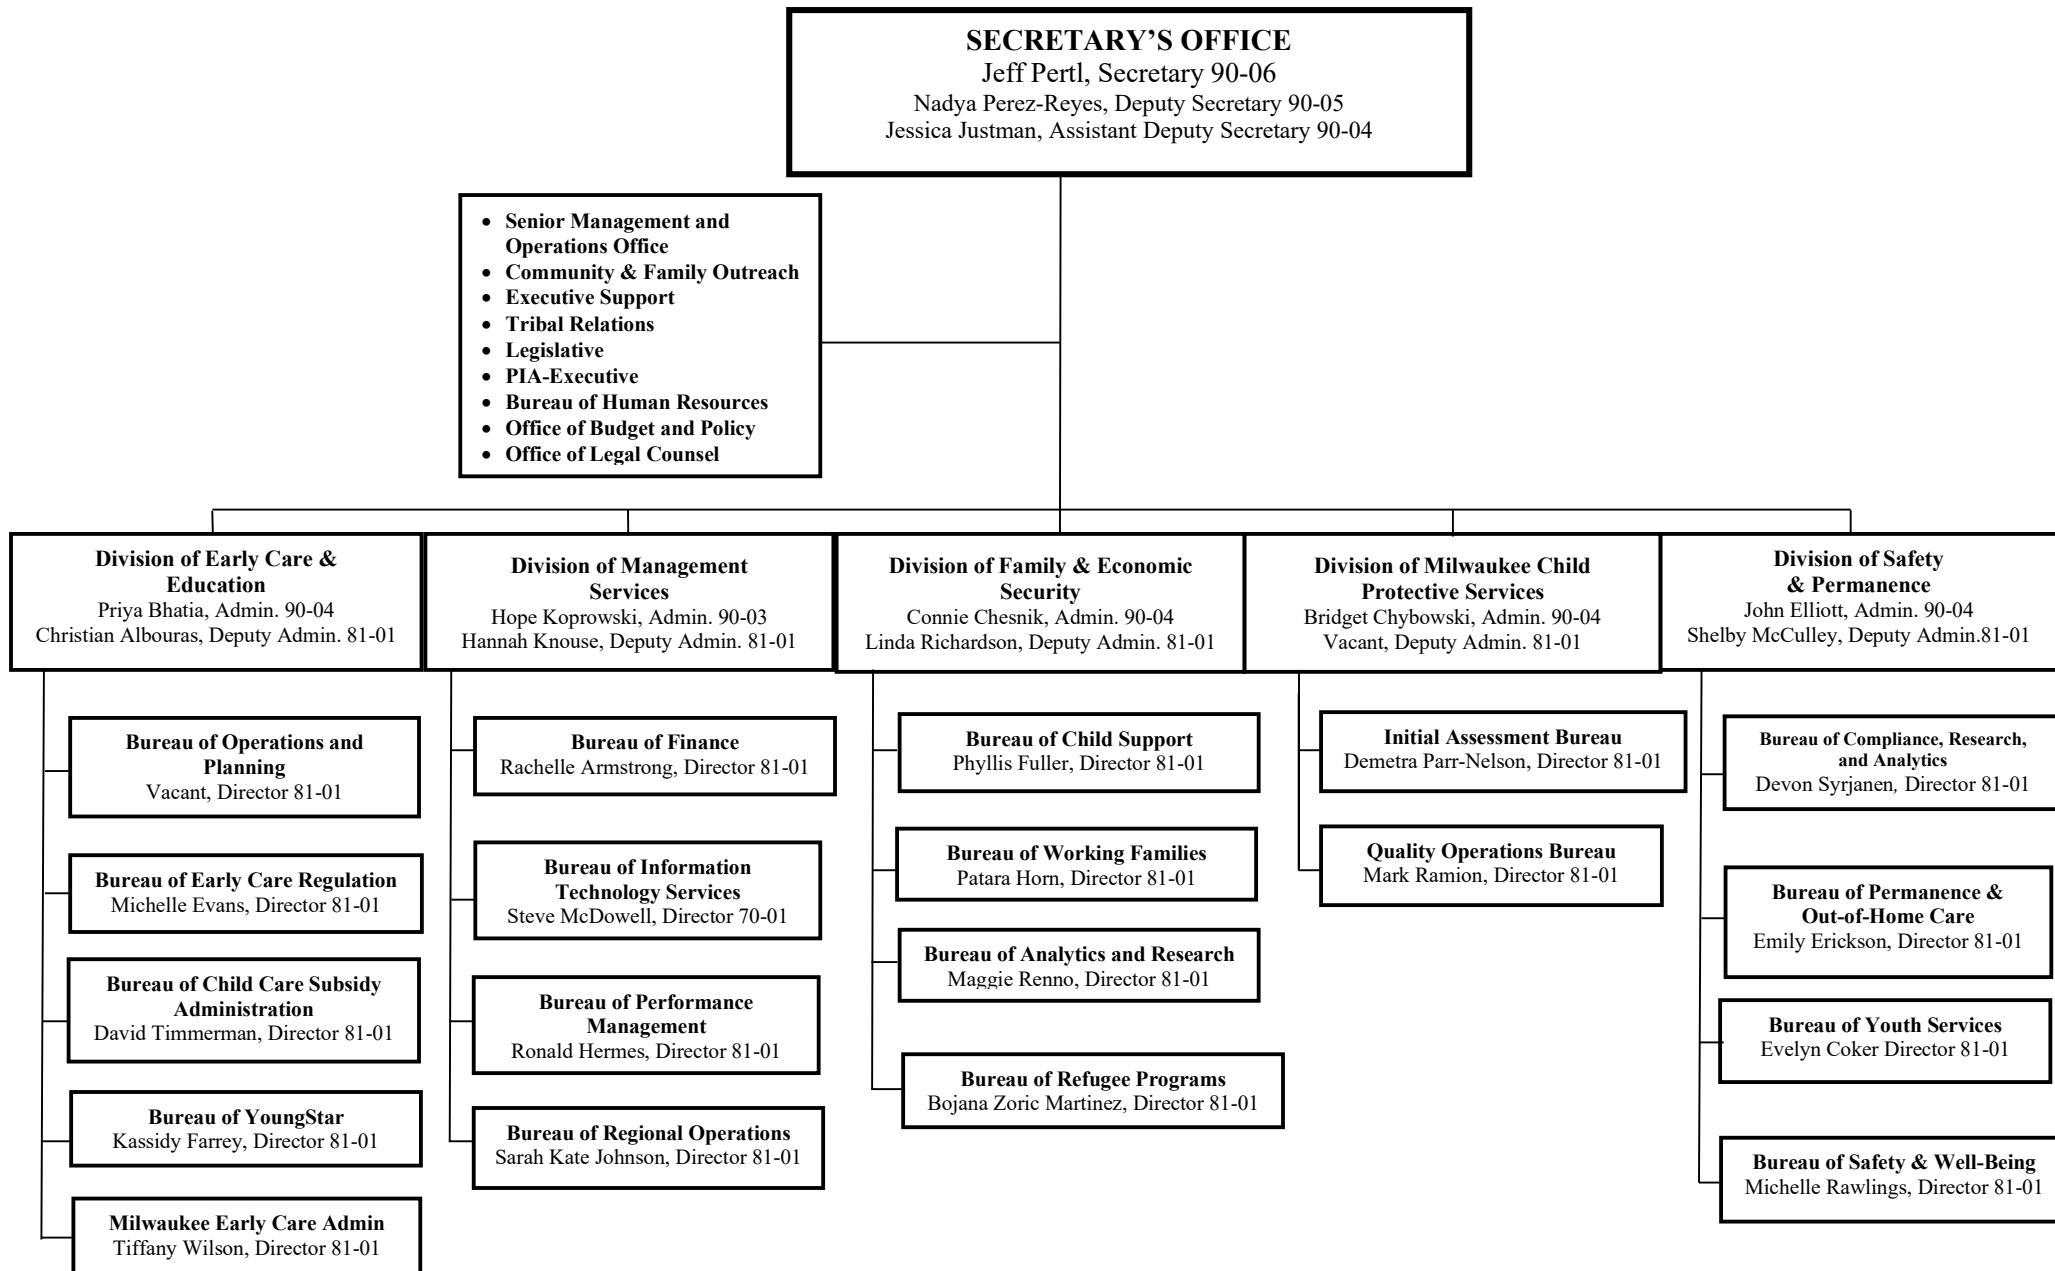 SECRETARY’S OFFICE
Jeff Pertl, Secretary 90-06
Nadya Perez-Reyes, Deputy Secretary 90-05
Jessica Justman, Assistant Deputy Secretary 90-04
• Senior Management and
Operations Office
• Community & Family Outreach
• Executive Support
• Tribal Relations
• Legislative
• PIA-Executive
• Bureau of Human Resources
• Office of Budget and Policy
• Office of Legal Counsel
Division of Early Care &
Education
Priya Bhatia, Admin. 90-04
Christian Albouras, Deputy Admin. 81-01
Bureau of Operations and
Planning
Vacant, Director 81-01
Bureau of Early Care Regulation
Michelle Evans, Director 81-01
Bureau of Child Care Subsidy
Administration
David Timmerman, Director 81-01
Bureau of YoungStar
Kassidy Farrey, Director 81-01
Milwaukee Early Care Admin
Tiffany Wilson, Director 81-01
Division of Management
Services
Hope Koprowski, Admin. 90-03
Hannah Knouse, Deputy Admin. 81-01
Bureau of Finance
Rachelle Armstrong, Director 81-01
Bureau of Information
Technology Services
Steve McDowell, Director 70-01
Bureau of Performance
Management
Ronald Hermes, Director 81-01
Bureau of Regional Operations
Sarah Kate Johnson, Director 81-01
Division of Family & Economic
Security
Connie Chesnik, Admin. 90-04
Linda Richardson, Deputy Admin. 81-01
Bureau of Child Support
Phyllis Fuller, Director 81-01
Bureau of Working Families
Patara Horn, Director 81-01
Bureau of Analytics and Research
Maggie Renno, Director 81-01
Bureau of Refugee Programs
Bojana Zoric Martinez, Director 81-01
Division of Milwaukee Child
Protective Services
Bridget Chybowski, Admin. 90-04
Vacant, Deputy Admin. 81-01
Initial Assessment Bureau
Demetra Parr-Nelson, Director 81-01
Quality Operations Bureau
Mark Ramion, Director 81-01
Division of Safety
& Permanence
John Elliott, Admin. 90-04
Shelby McCulley, Deputy Admin.81-01
Bureau of Compliance, Research,
and Analytics
Devon Syrjanen, Director 81-01
Bureau of Permanence &
Out-of-Home Care
Emily Erickson, Director 81-01
Bureau of Youth Services
Evelyn Coker Director 81-01
Bureau of Safety & Well-Being
Michelle Rawlings, Director 81-01